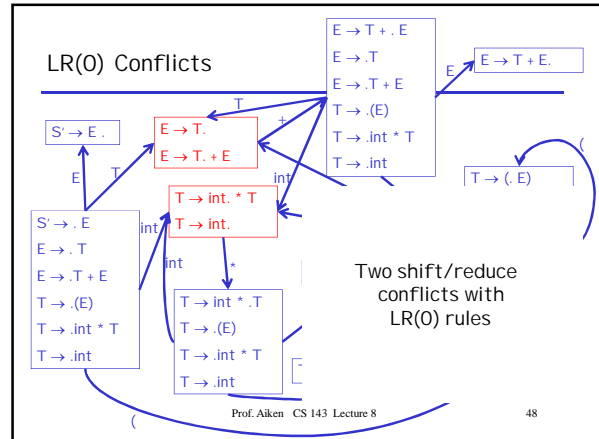 LR(0) Conflicts
E → T + . E
E → .T
E → .T + E
T → .(E)
T → .int * T
T → .int
E
E → T + E.
T
+
E → T.
E → T. + E
S' → E .
E
T
int
(
T → (. E)
T → int. * T
T → int.
S' → . E
E → . T
E → .T + E
T → .(E)
T → .int * T
T → .int
int
int
*
T → int * .T
T → .(E)
T → .int * T
T → .int
Two shift/reduce
conflicts with
LR(0) rules
(
Prof. Aiken CS 143 Lecture 8
48